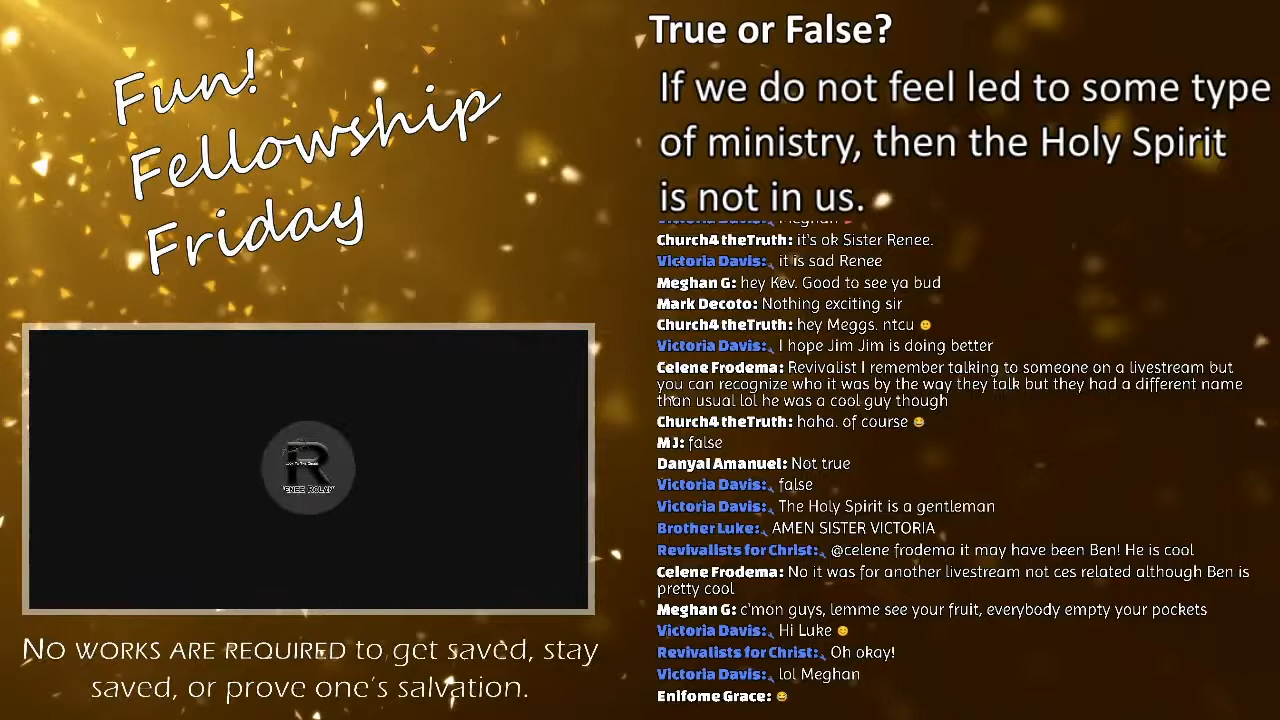 Fun!
Fellowship
Friday
True or False?
If we do not feel led to some type
of ministry, then the Holy Spirit
is not in us.
Victoria Davis: Meghan
Church4theTruth: it's ok Sister Renee.
Victoria Davis: it is sad Renee
Meghan G: hey Kev. Good to see ya bud
Mark Decoto: Nothing exciting sir
Church4theTruth: hey Meggs. ntcu 🙂
Victoria Davis: I hope Jim Jim is doing better
Celene Frodema: Revivalist I remember talking to someone on a livestream but
you can recognize who it was by the way they talk but they had a different name
than usual lol he was a cool guy though
Church4theTruth: haha. of course 😂
M J: false
Danyal Amanuel: Not true
Victoria Davis: false
Victoria Davis: The Holy Spirit is a gentleman
Brother Luke: AMEN SISTER VICTORIA
Revivalists for Christ: @celene frodema it may have been Ben! He is cool
Celene Frodema: No it was for another livestream not ces related although Ben is
pretty cool
Meghan G: c'mon guys, lemme see your fruit, everybody empty your pockets
Victoria Davis: Hi Luke 😊
Revivalists for Christ: Oh okay!
Victoria Davis: lol Meghan
Enifome Grace: 😂
R
NO WORKS ARE REQUIRED to get saved, stay
saved, or prove one's salvation.